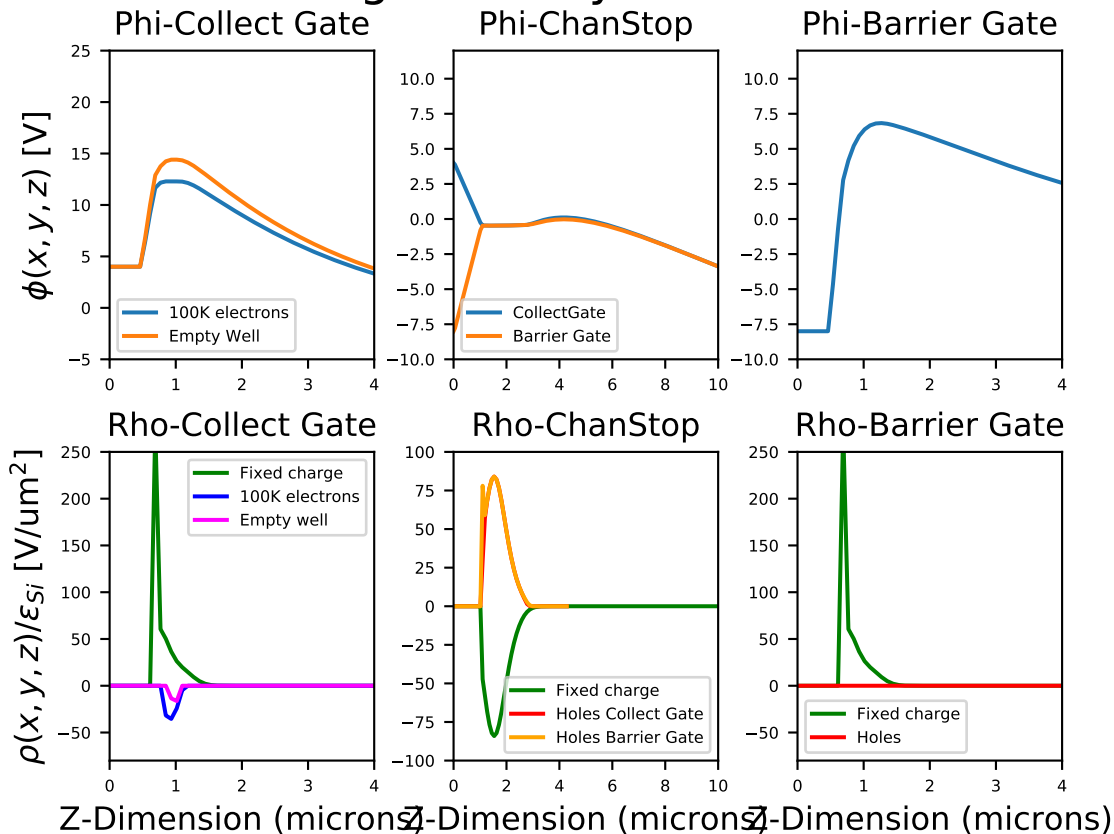 Phi-Collect Gate
Phi-ChanStop
Phi-Barrier Gate
ϕ(x, y, z) [V]
25
20
15
10
5
0
−5
100K electrons
Empty Well
0 1 2 3 4
10.0
7.5
5.0
2.5
0.0
−2.5
−5.0
−7.5
−10.0
CollectGate
Barrier Gate
0 2 4 6 8 10
10.0
7.5
5.0
2.5
0.0
−2.5
−5.0
−7.5
−10.0
0 1 2 3 4
Rho-Collect Gate
Rho-ChanStop
Rho-Barrier Gate
ρ(x, y, z)/ε_Si [V/um²]
250
200
150
100
50
0
−50
Fixed charge
100K electrons
Empty well
0 1 2 3 4
Z-Dimension (microns)
100
75
50
25
0
−25
−50
−75
−100
Fixed charge
Holes Collect Gate
Holes Barrier Gate
0 2 4 6 8 10
Z-Dimension (microns)
250
200
150
100
50
0
−50
Fixed charge
Holes
0 1 2 3 4
Z-Dimension (microns)